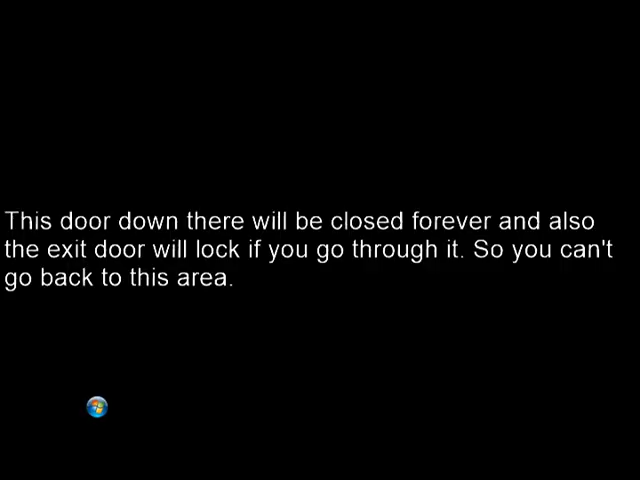 This door down there will be closed forever and also
the exit door will lock if you go through it. So you can't
go back to this area.